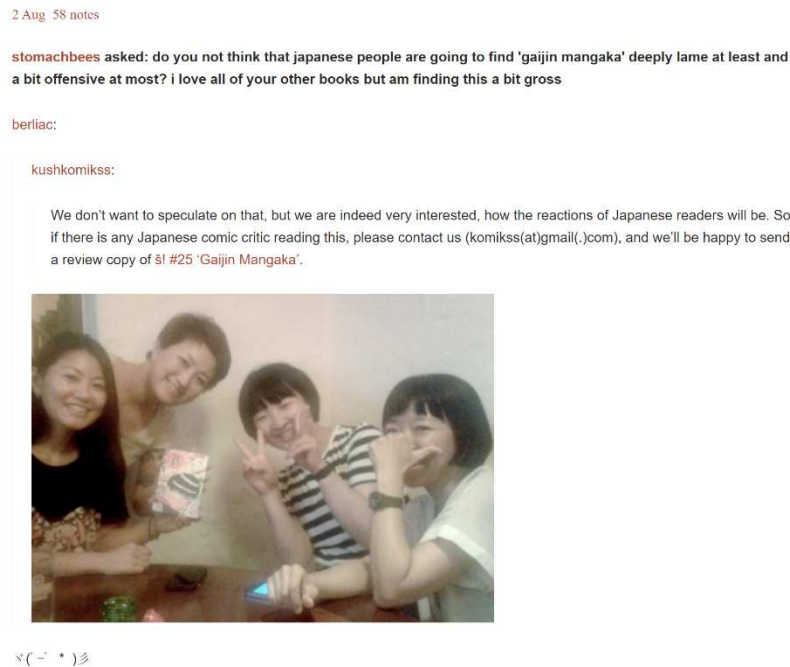 2 Aug 58 notes
stomachbees asked: do you not think that japanese people are going to find 'gaijin mangaka' deeply lame at least and
a bit offensive at most? i love all of your other books but am finding this a bit gross
berliac:
kushkomikss:
We don't want to speculate on that, but we are indeed very interested, how the reactions of Japanese readers will be. So
if there is any Japanese comic critic reading this, please contact us (komikss(at)gmail(.)com), and we'll be happy to send
a review copy of š! #25 ‘Gaijin Mangaka’.